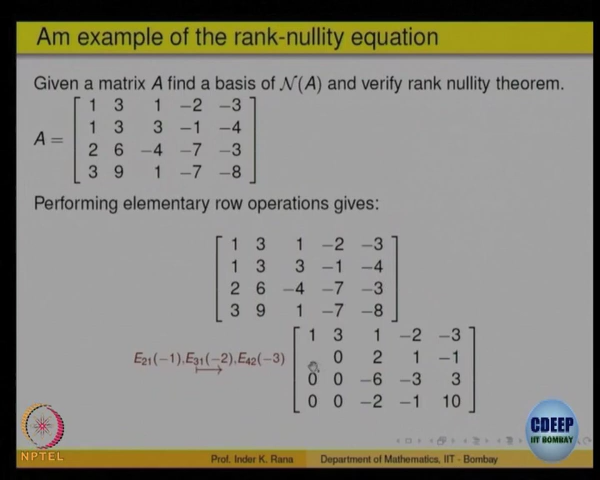 Am example of the rank-nullity equation
Given a matrix A find a basis of 𝒩(A) and verify rank nullity theorem.
A = [ 1 3 1 −2 −3
1 3 3 −1 −4
2 6 −4 −7 −3
3 9 1 −7 −8 ]
Performing elementary row operations gives:
[ 1 3 1 −2 −3
1 3 3 −1 −4
2 6 −4 −7 −3
3 9 1 −7 −8 ]
E21(−1),E31(−2),E42(−3) ⟼ [ 1 3 1 −2 −3
0 2 1 −1
0 0 −6 −3 3
0 0 −2 −1 10 ]
NPTEL
Prof. Inder K. Rana Department of Mathematics, IIT - Bombay
CDEEP
IIT BOMBAY